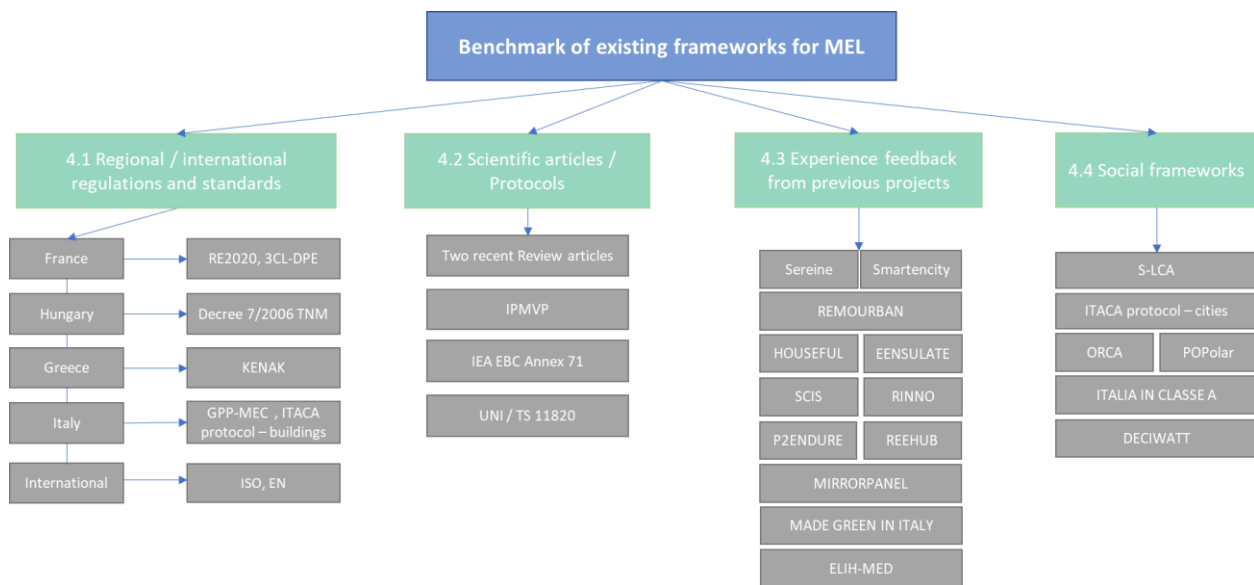 Benchmark of existing frameworks for MEL
4.1 Regional / international
regulations and standards
France
RE2020, 3CL-DPE
Hungary
Decree 7/2006 TNM
Greece
KENAK
Italy
GPP-MEC , ITACA
protocol – buildings
International
ISO, EN
4.2 Scientific articles /
Protocols
Two recent Review articles
IPMVP
IEA EBC Annex 71
UNI / TS 11820
4.3 Experience feedback
from previous projects
Sereine
Smartencity
REMOURBAN
HOUSEFUL
EENSULATE
SCIS
RINNO
P2ENDURE
REEHUB
MIRRORPANEL
MADE GREEN IN ITALY
ELIH-MED
4.4 Social frameworks
S-LCA
ITACA protocol – cities
ORCA
POPolar
ITALIA IN CLASSE A
DECIWATT